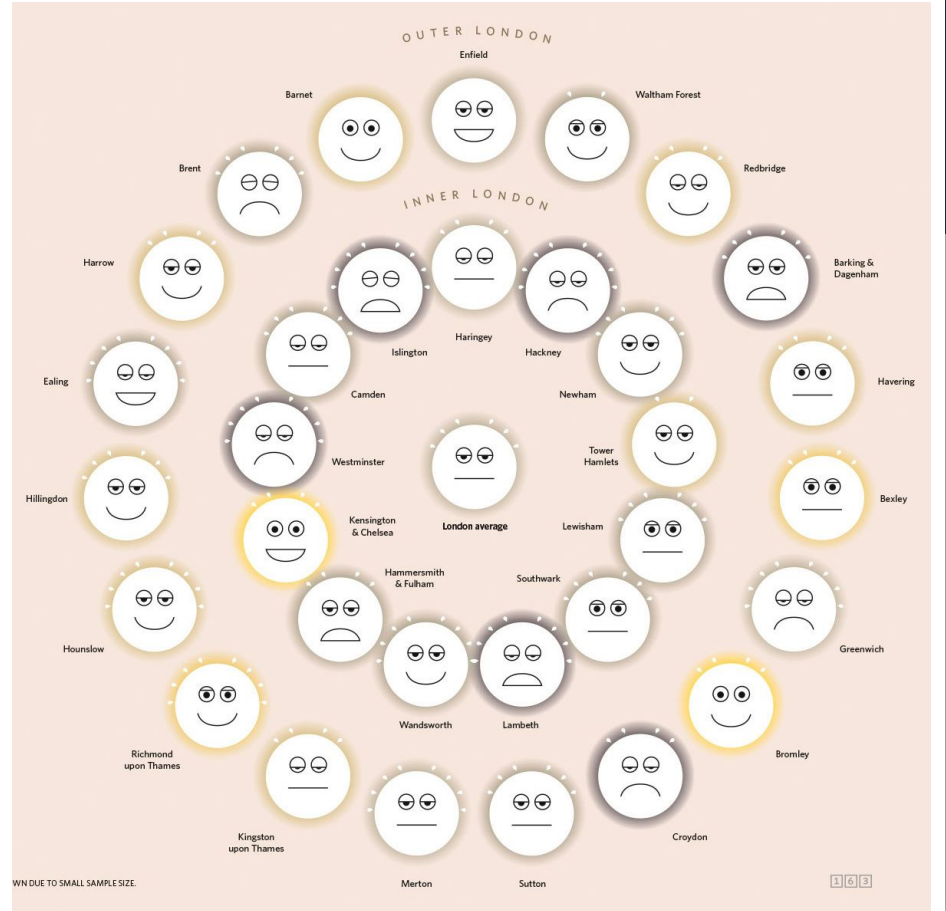 OUTER LONDON
Enfield
Barnet
Waltham Forest
Brent
Redbridge
INNER LONDON
Harrow
Barking &
Dagenham
Islington
Haringey
Hackney
Ealing
Camden
Newham
Havering
Westminster
Tower
Hamlets
Hillingdon
Kensington
& Chelsea
London average
Lewisham
Bexley
Hammersmith
& Fulham
Southwark
Hounslow
Greenwich
Wandsworth
Lambeth
Richmond
upon Thames
Bromley
Kingston
upon Thames
Croydon
Merton
Sutton
WN DUE TO SMALL SAMPLE SIZE.
163